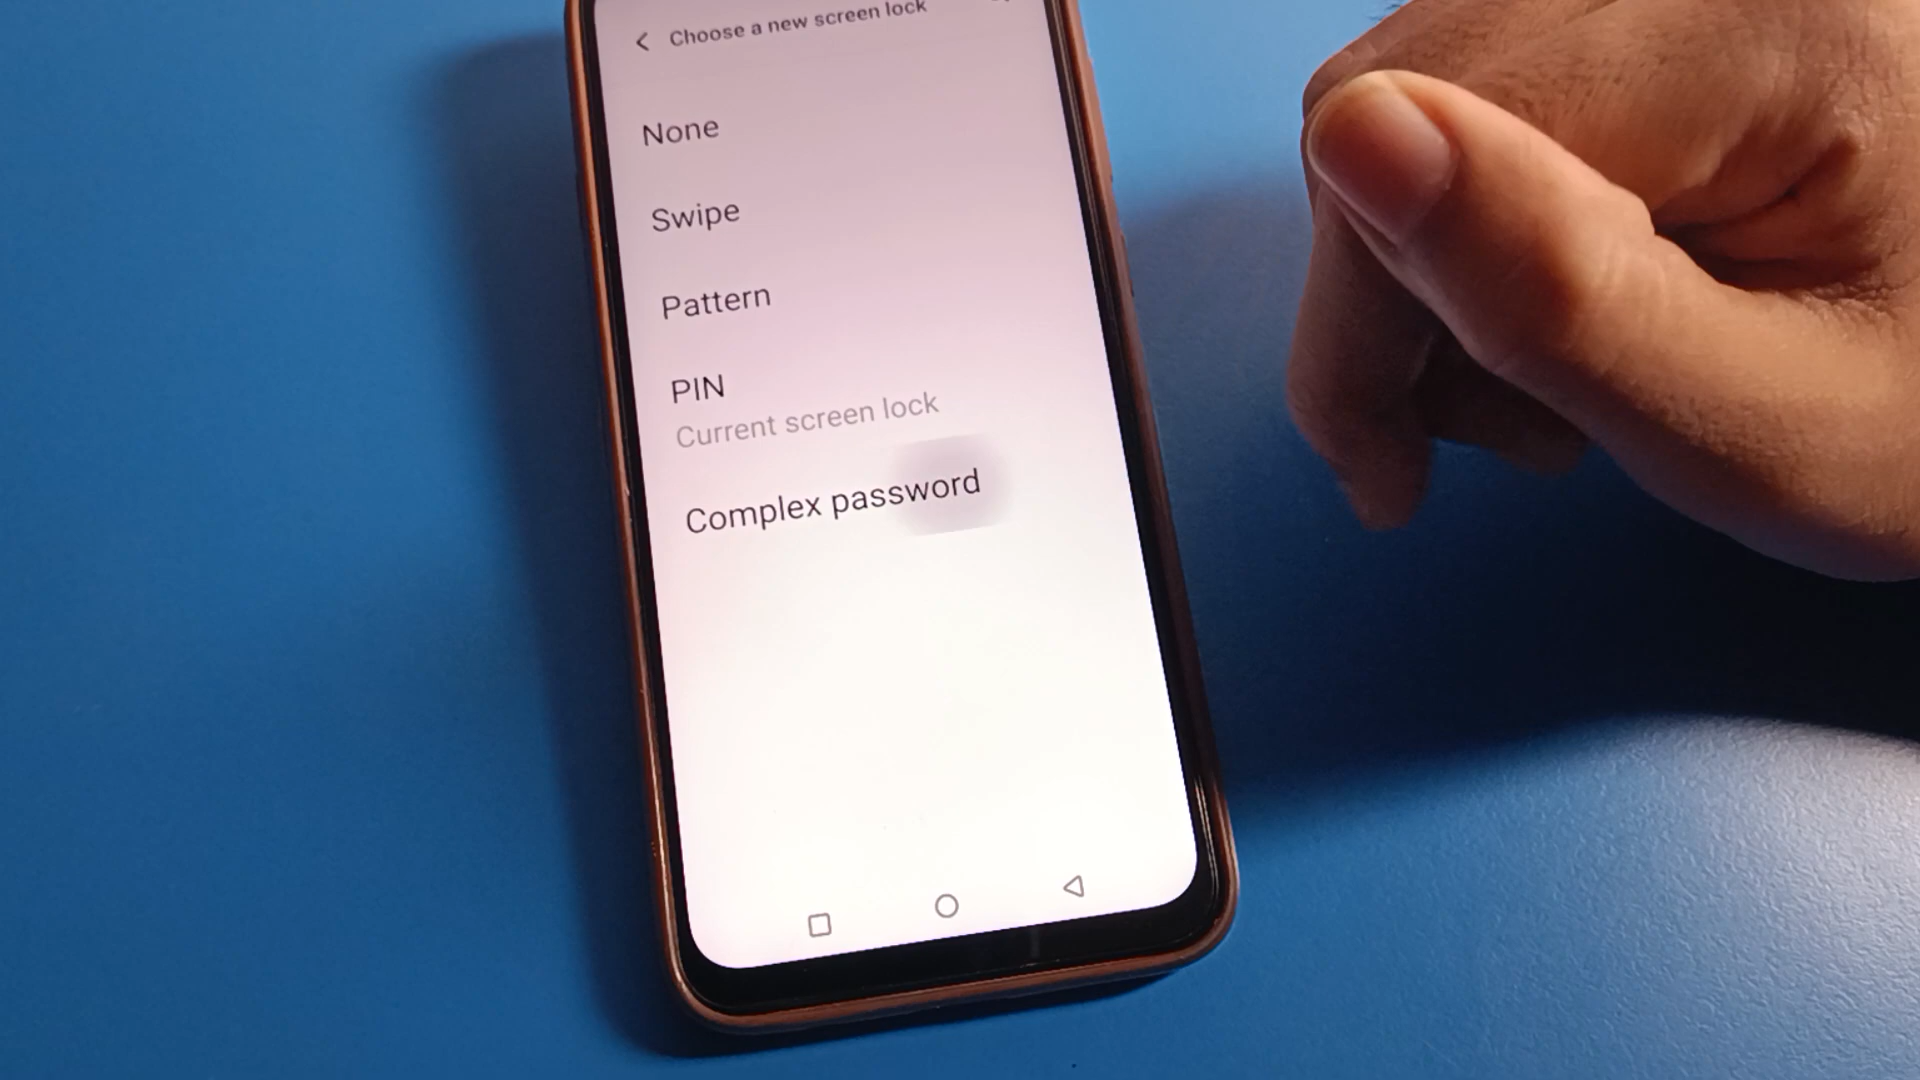 Choose a new screen lock
None
Swipe
Pattern
PIN
Current screen lock
Complex password